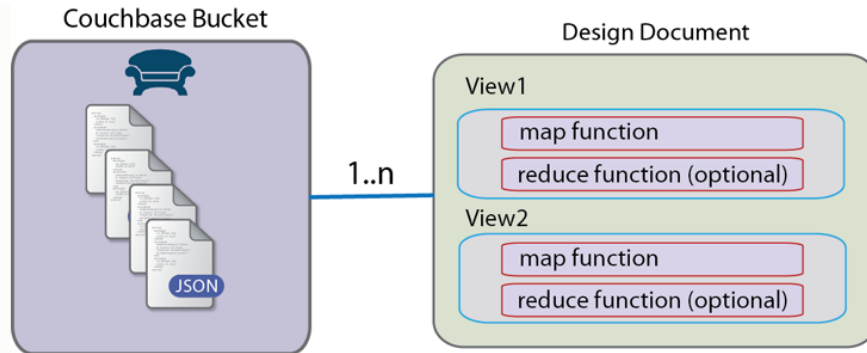 Couchbase Bucket
JSON
1..n
Design Document
View1
map function
reduce function (optional)
View2
map function
reduce function (optional)